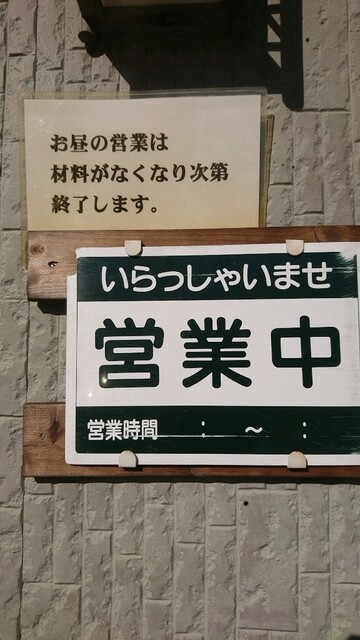 お昼の営業は
材料がなくなり次第
終了します。
いらっしゃいませ
営業中
営業時間　：　～　：